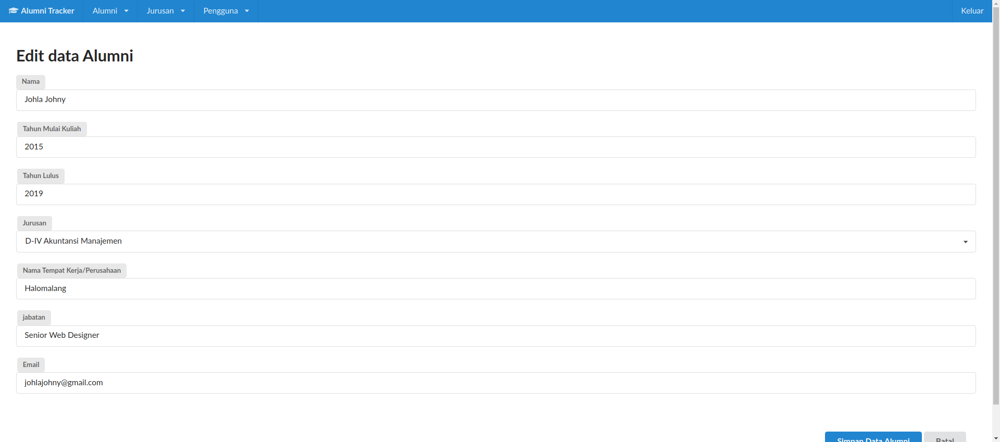 Alumni Tracker Alumni Jurusan Pengguna Keluar
Edit data Alumni
Nama
Johla Johny
Tahun Mulai Kuliah
2015
Tahun Lulus
2019
Jurusan
D-IV Akuntansi Manajemen
Nama Tempat Kerja/Perusahaan
Halomalang
jabatan
Senior Web Designer
Email
johlajohny@gmail.com
Simpan Data Alumni Batal